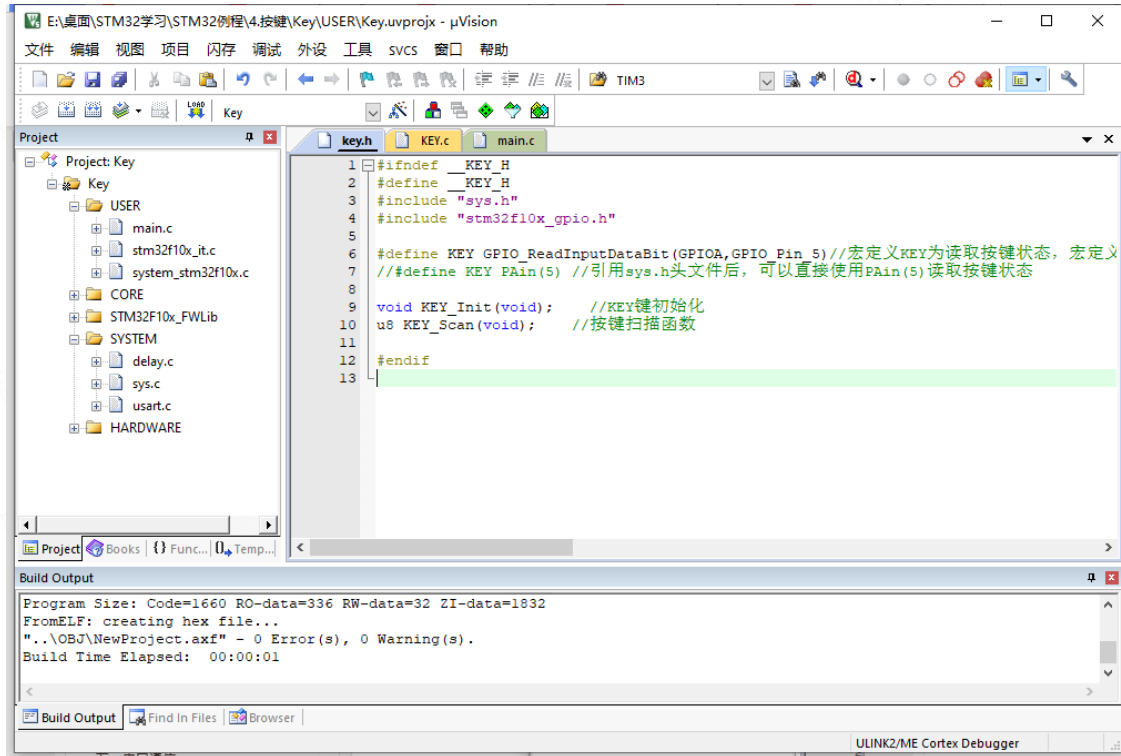 E:\桌面\STM32学习\STM32例程\4.按键\Key\USER\Key.uvprojx - µVision
文件 编辑 视图 项目 闪存 调试 外设 工具 SVCS 窗口 帮助
TIM3
LOAD Key
Project
key.h KEY.c main.c
Project: Key
Key
USER
main.c
stm32f10x_it.c
system_stm32f10x.c
CORE
STM32F10x_FWLib
SYSTEM
delay.c
sys.c
usart.c
HARDWARE
1 #ifndef __KEY_H
2 #define __KEY_H
3 #include "sys.h"
4 #include "stm32f10x_gpio.h"
5
6 #define KEY GPIO_ReadInputDataBit(GPIOA,GPIO_Pin_5)//宏定义KEY为读取按键状态，宏定义
7 //#define KEY PAin(5) //引用sys.h头文件后，可以直接使用PAin(5)读取按键状态
8
9 void KEY_Init(void); //KEY键初始化
10 u8 KEY_Scan(void); //按键扫描函数
11
12 #endif
13
Project Books {} Func... 0 Temp...
Build Output
Program Size: Code=1660 RO-data=336 RW-data=32 ZI-data=1832
FromELF: creating hex file...
"..\OBJ\NewProject.axf" - 0 Error(s), 0 Warning(s).
Build Time Elapsed: 00:00:01
Build Output Find In Files Browser
ULINK2/ME Cortex Debugger